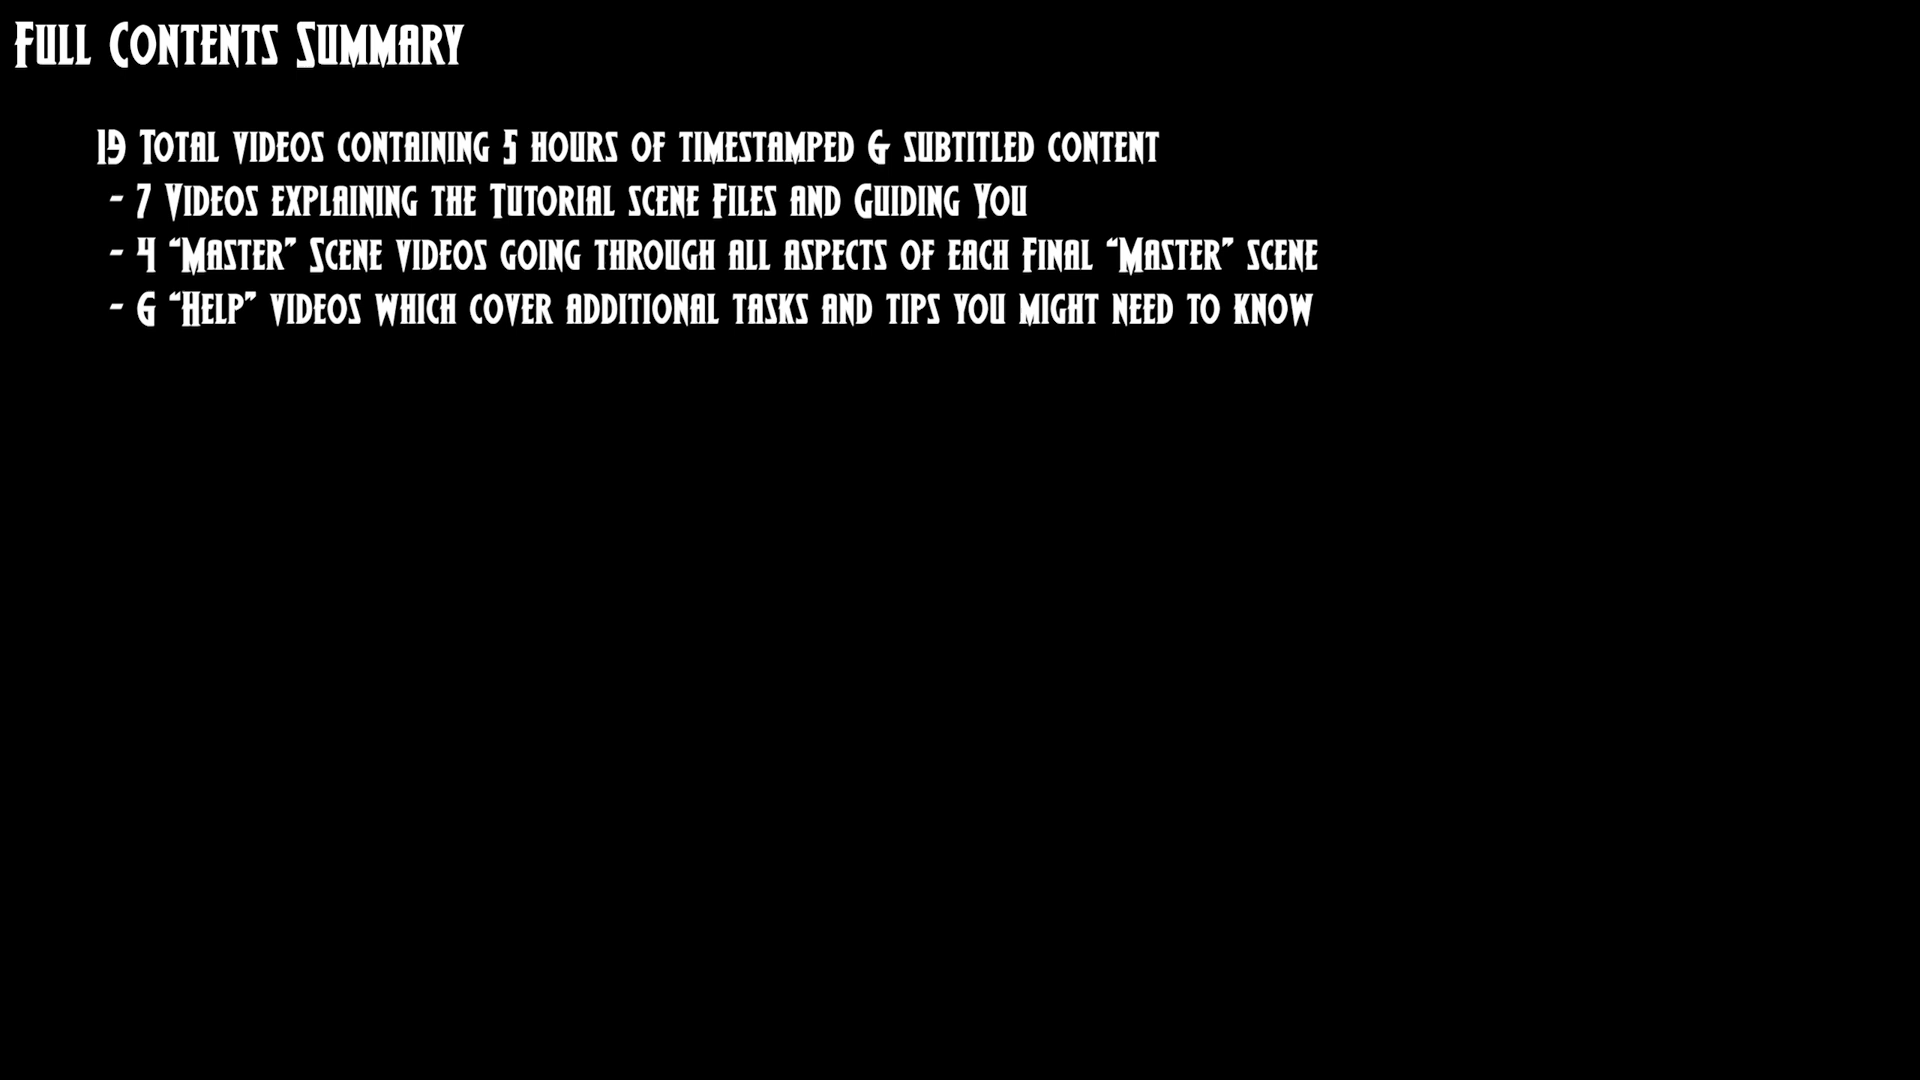 Full Contents Summary
19 Total videos containing 5 hours of timestamped & subtitled content
- 7 Videos explaining the Tutorial scene Files and Guiding You
- 4 “Master” Scene videos going through all aspects of each Final “Master” scene
- 6 “Help” videos which cover additional tasks and tips you might need to know